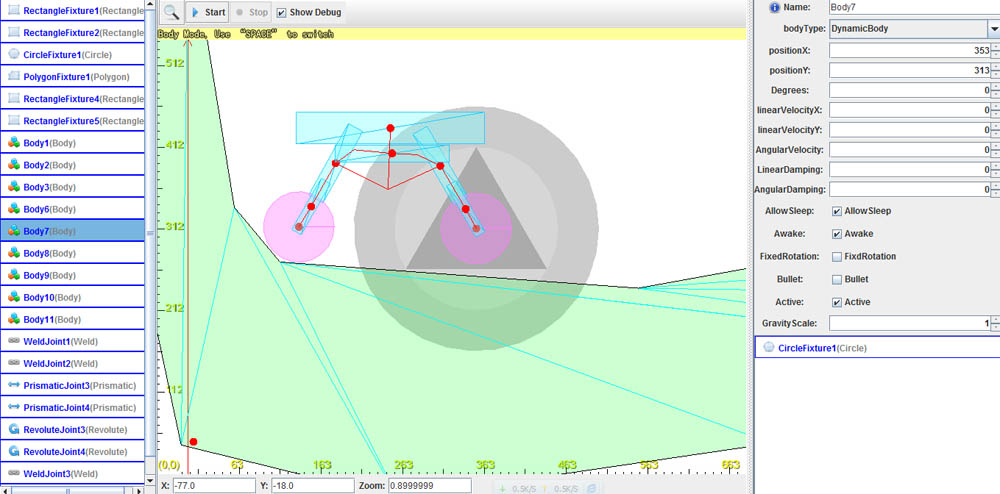 RectangleFixture1(Rectangle
RectangleFixture2(Rectangle
CircleFixture1(Circle)
PolygonFixture1(Polygon)
RectangleFixture4(Rectangle
RectangleFixture5(Rectangle
Body1(Body)
Body2(Body)
Body3(Body)
Body6(Body)
Body7(Body)
Body8(Body)
Body9(Body)
Body10(Body)
Body11(Body)
WeldJoint1(Weld)
WeldJoint2(Weld)
PrismaticJoint3(Prismatic)
PrismaticJoint4(Prismatic)
RevoluteJoint3(Revolute)
RevoluteJoint4(Revolute)
WeldJoint3(Weld)
Start Stop Show Debug
Body Mode, Use "SPACE" to switch
512
412
312
212
112
(0,0) 63 163 263 363 463 563 663
X: -77.0 Y: -18.0 Zoom: 0.8999999 0.5K/S 0.5K/S
Name: Body7
bodyType: DynamicBody
positionX: 353
positionY: 313
Degrees: 0
linearVelocityX: 0
linearVelocityY: 0
AngularVelocity: 0
LinearDamping: 0
AngularDamping: 0
AllowSleep: AllowSleep
Awake: Awake
FixedRotation: FixdRotation
Bullet: Bullet
Active: Active
GravityScale: 1
CircleFixture1(Circle)